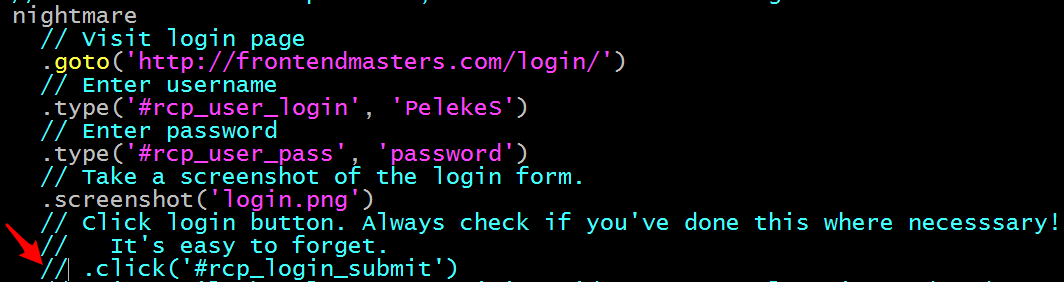 nightmare
// Visit login page
.goto('http://frontendmasters.com/login/')
// Enter username
.type('#rcp_user_login', 'PelekeS')
// Enter password
.type('#rcp_user_pass', 'password')
// Take a screenshot of the login form.
.screenshot('login.png')
// Click login button. Always check if you've done this where necesssary!
//   It's easy to forget.
// .click('#rcp_login_submit')